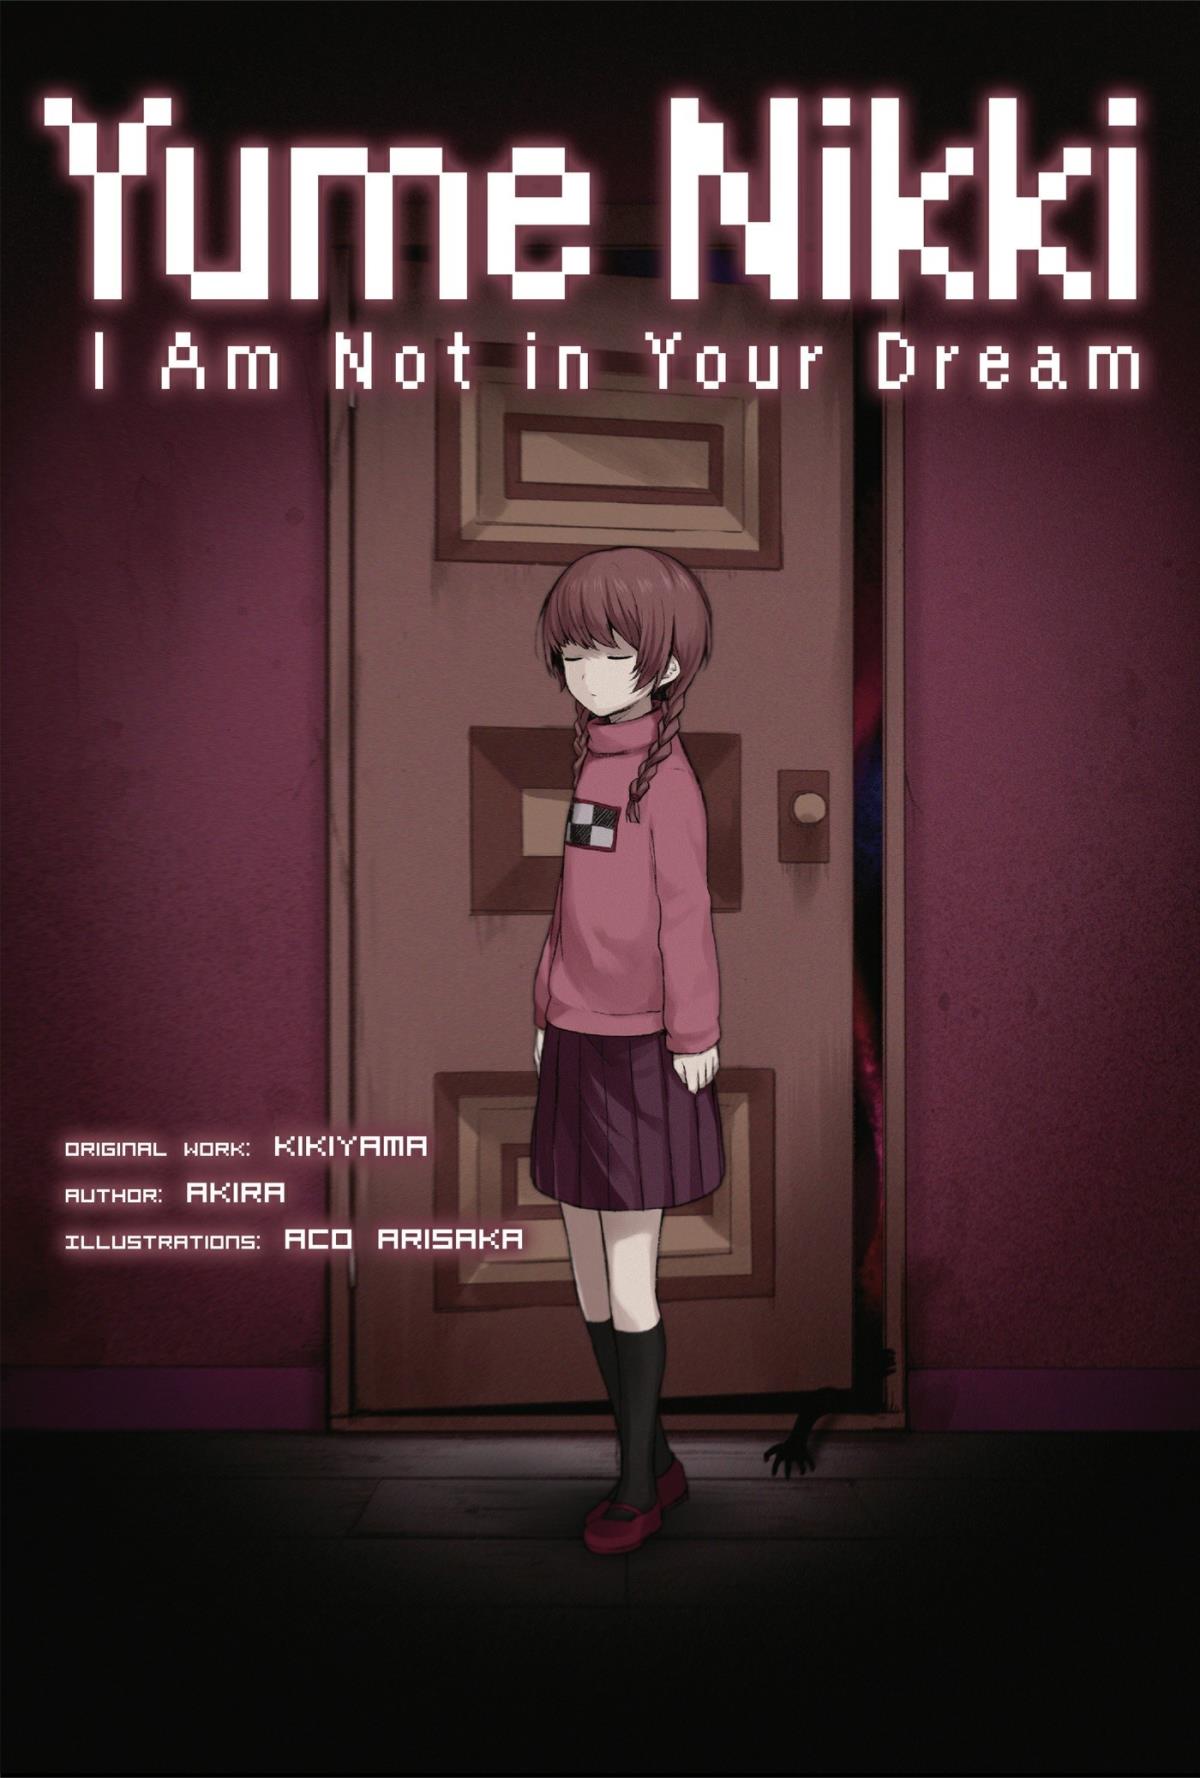 Yume Nikki
I Am Not in Your Dream
ORIGINAL WORK: KIKIYAMA
AUTHOR: AKIRA
ILLUSTRATIONS: ACO ARISAKA